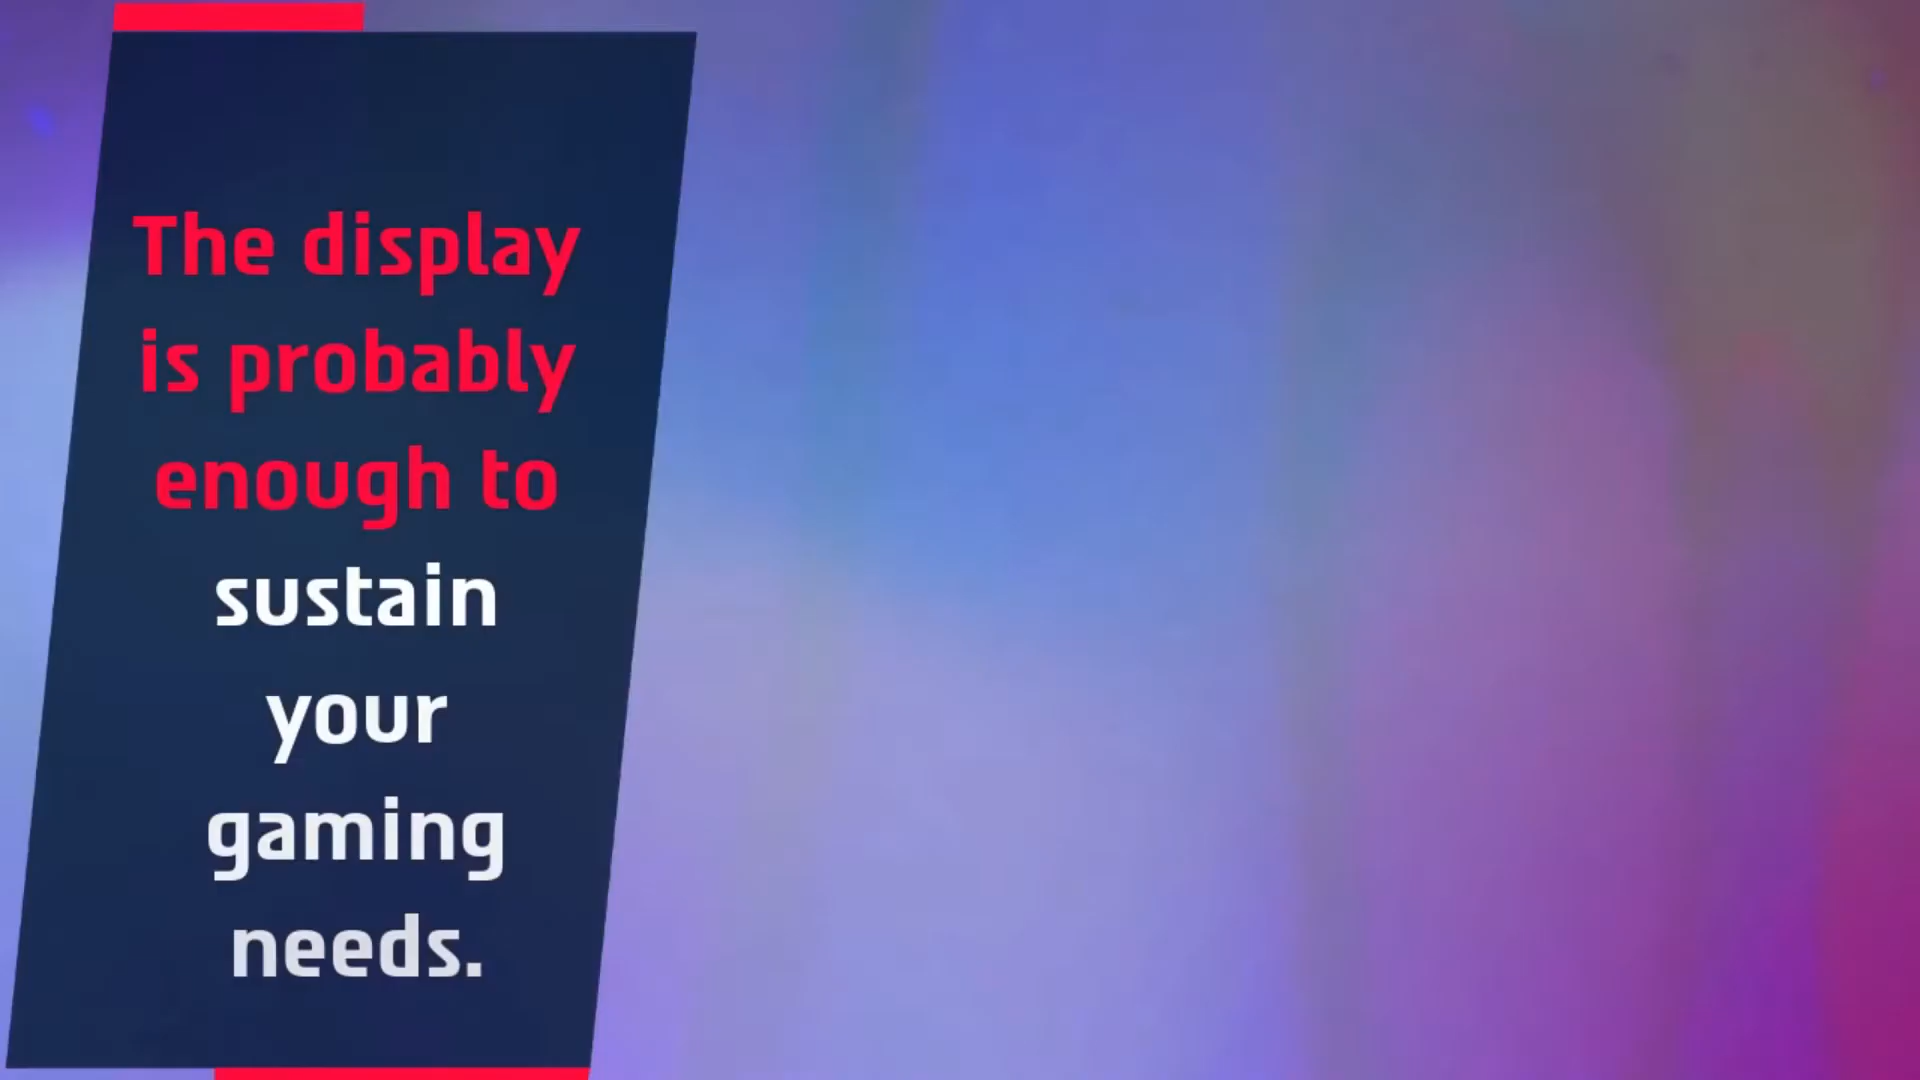 The display
is probably
enough to
sustain
your
gaming
needs.